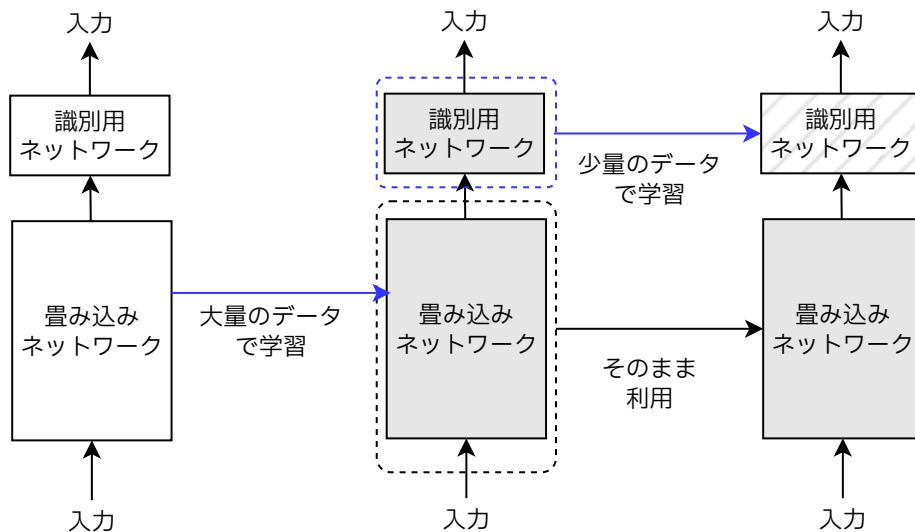 入力
識別用
ネットワーク
畳み込み
ネットワーク
入力
大量のデータ
で学習
入力
識別用
ネットワーク
畳み込み
ネットワーク
入力
少量のデータ
で学習
そのまま
利用
入力
識別用
ネットワーク
畳み込み
ネットワーク
入力